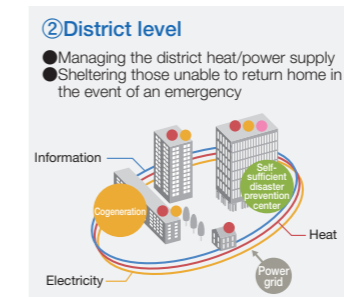 ②District level
●Managing the district heat/power supply
●Sheltering those unable to return home in
the event of an emergency
Information
Self-
sufficient
disaster
prevention
center
Cogeneration
Heat
Power
grid
Electricity